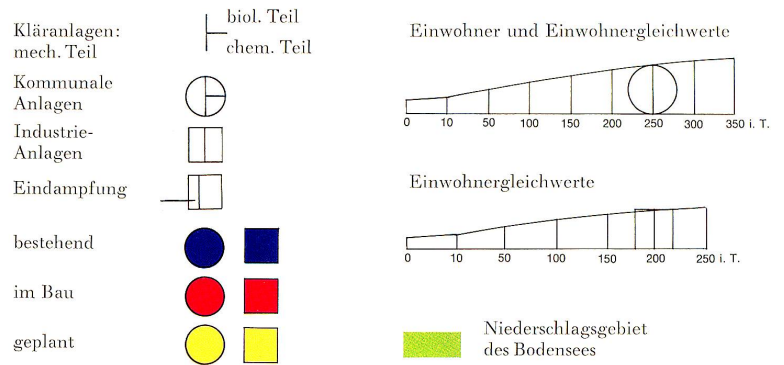 Kläranlagen:
mech. Teil
biol. Teil
chem. Teil
Kommunale
Anlagen
Industrie-
Anlagen
Eindampfung
bestehend
im Bau
geplant
Einwohner und Einwohnergleichwerte
0 10 50 100 150 200 250 300 350 i. T.
Einwohnergleichwerte
0 10 50 100 150 200 250 i. T.
Niederschlagsgebiet
des Bodensees